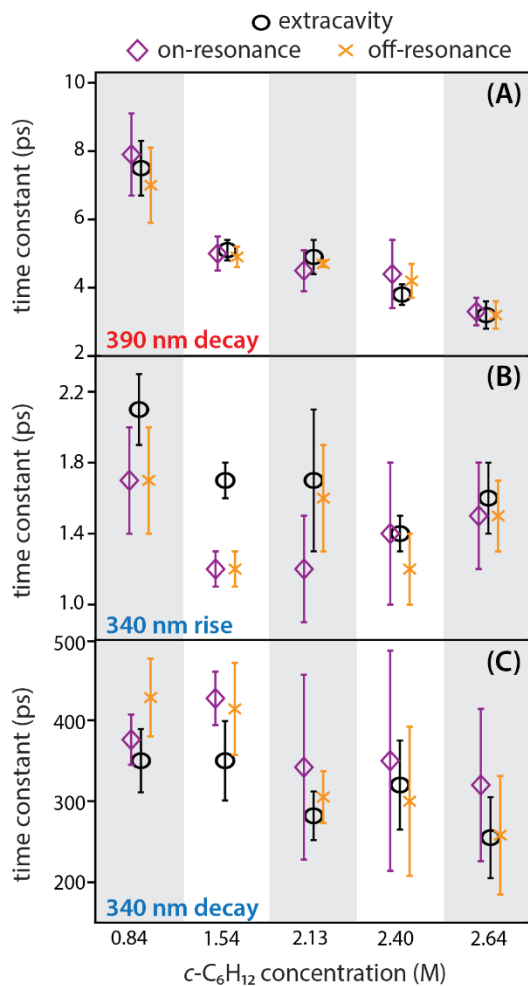 extracavity
on-resonance off-resonance
(A)
time constant (ps)
10
8
6
4
2
390 nm decay
(B)
time constant (ps)
2.2
1.8
1.4
1.0
340 nm rise
(C)
time constant (ps)
500
400
300
200
340 nm decay
0.84 1.54 2.13 2.40 2.64
c-C₆H₁₂ concentration (M)